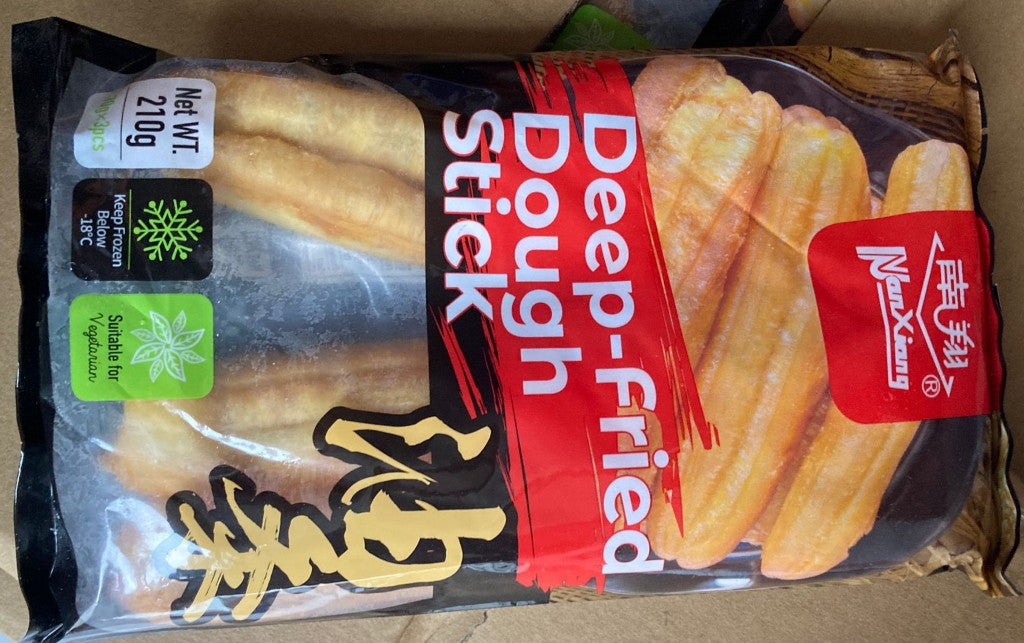 南翔
NanXiang®
Deep-Fried
Dough
Stick
油
条
Net WT.
210g
Keep Frozen
Below
-18°C
Suitable for
Vegetarian